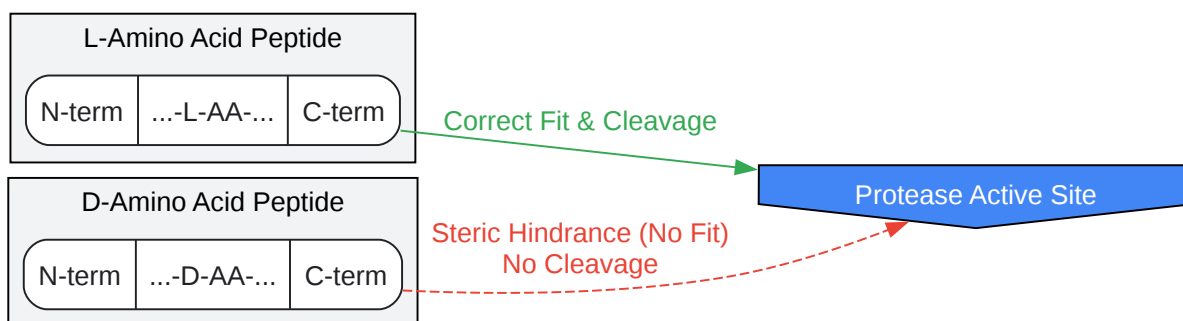 L-Amino Acid Peptide
N-term ...-L-AA-... C-term
Correct Fit & Cleavage
Protease Active Site
D-Amino Acid Peptide
N-term ...-D-AA-... C-term
Steric Hindrance (No Fit)
No Cleavage